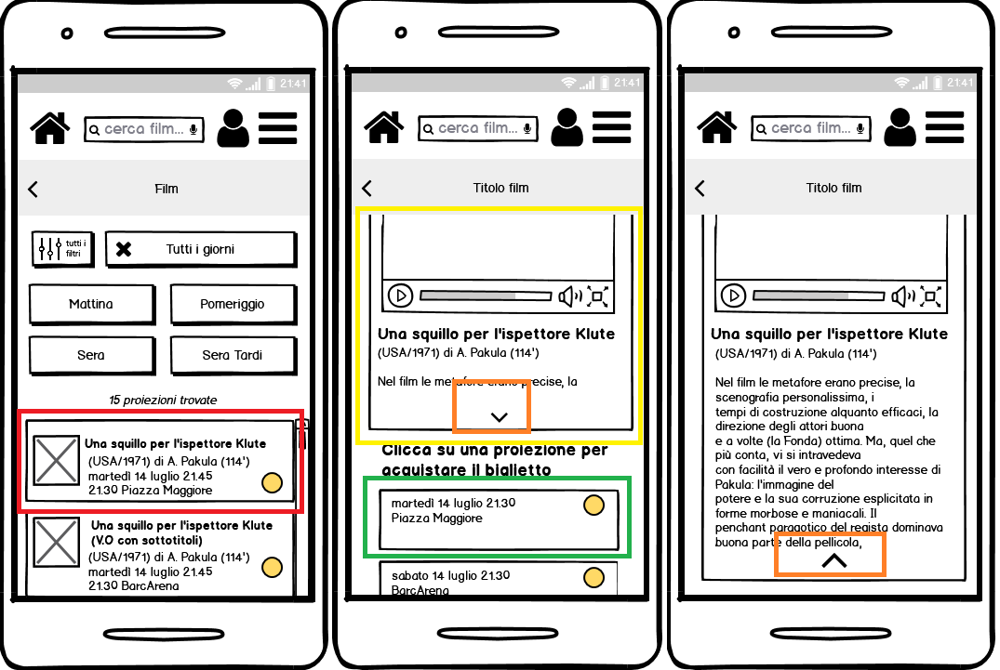 21:41
cerca film...
Film
tutti i
filtri
Tutti i giorni
Mattina
Pomeriggio
Sera
Sera Tardi
15 proiezioni trovate
Una squillo per l'ispettore Klute
(USA/1971) di A. Pakula (114')
martedì 14 luglio 21.45
21.30 Piazza Maggiore
Una squillo per l'ispettore Klute
(V.O con sottotitoli)
(USA/1971) di A. Pakula (114')
martedì 14 luglio 21.45
21.30 BarcArena
21:41
cerca film...
Titolo film
Una squillo per l'ispettore Klute
(USA/1971) di A. Pakula (114')
Nel film le metafore erano precise, la
Clicca su una proiezione per
acquistare il biglietto
martedì 14 luglio 21.30
Piazza Maggiore
sabato 14 luglio 21.30
BarcArena
21:41
cerca film...
Titolo film
Una squillo per l'ispettore Klute
(USA/1971) di A. Pakula (114')
Nel film le metafore erano precise, la
scenografia personalissima, i
tempi di costruzione alquanto efficaci, la
direzione degli attori buona
e a volte (la Fonda) ottima. Ma, quel che
più conta, vi si intravedeva
con facilità il vero e profondo interesse di
Pakula: l'immagine del
potere e la sua corruzione esplicitata in
forme morbose e maniacali. Il
penchant paragotico del regista dominava
buona parte della pellicola,